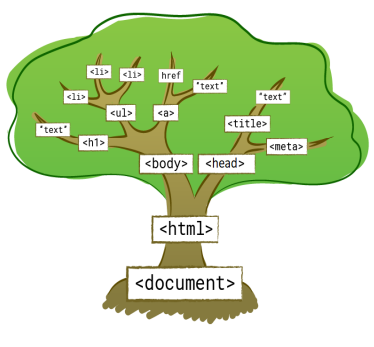 <li>
<li>
href
"text"
<li>
"text"
<ul>
<a>
<title>
"text"
<h1>
<meta>
<body>
<head>
<html>
<document>